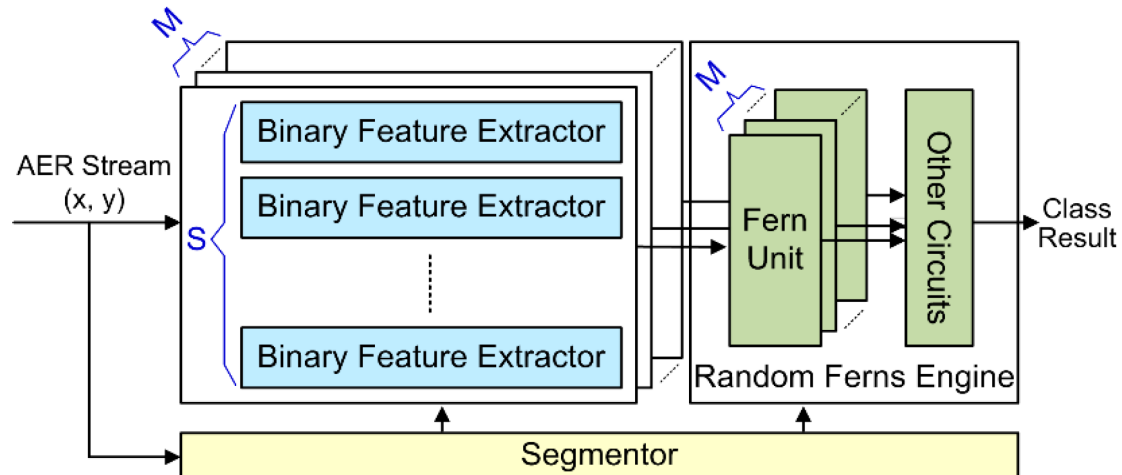 M
M
S
Binary Feature Extractor
Binary Feature Extractor
Binary Feature Extractor
AER Stream
(x, y)
Fern
Unit
Other Circuits
Class
Result
Random Ferns Engine
Segmentor